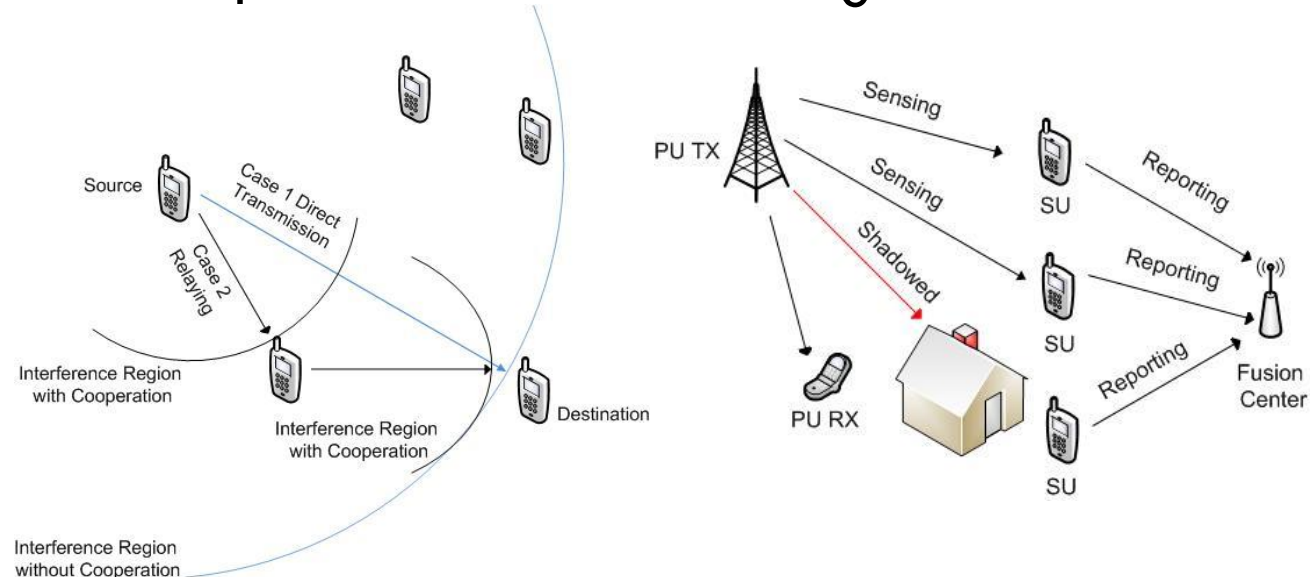 Source
Case 1 Direct
Transmission
Case 2
Relaying
Interference Region
with Cooperation
Interference Region
with Cooperation
Destination
Interference Region
without Cooperation
PU TX
Sensing
Sensing
Shadowed
PU RX
SU
SU
SU
Reporting
Reporting
Reporting
Fusion
Center